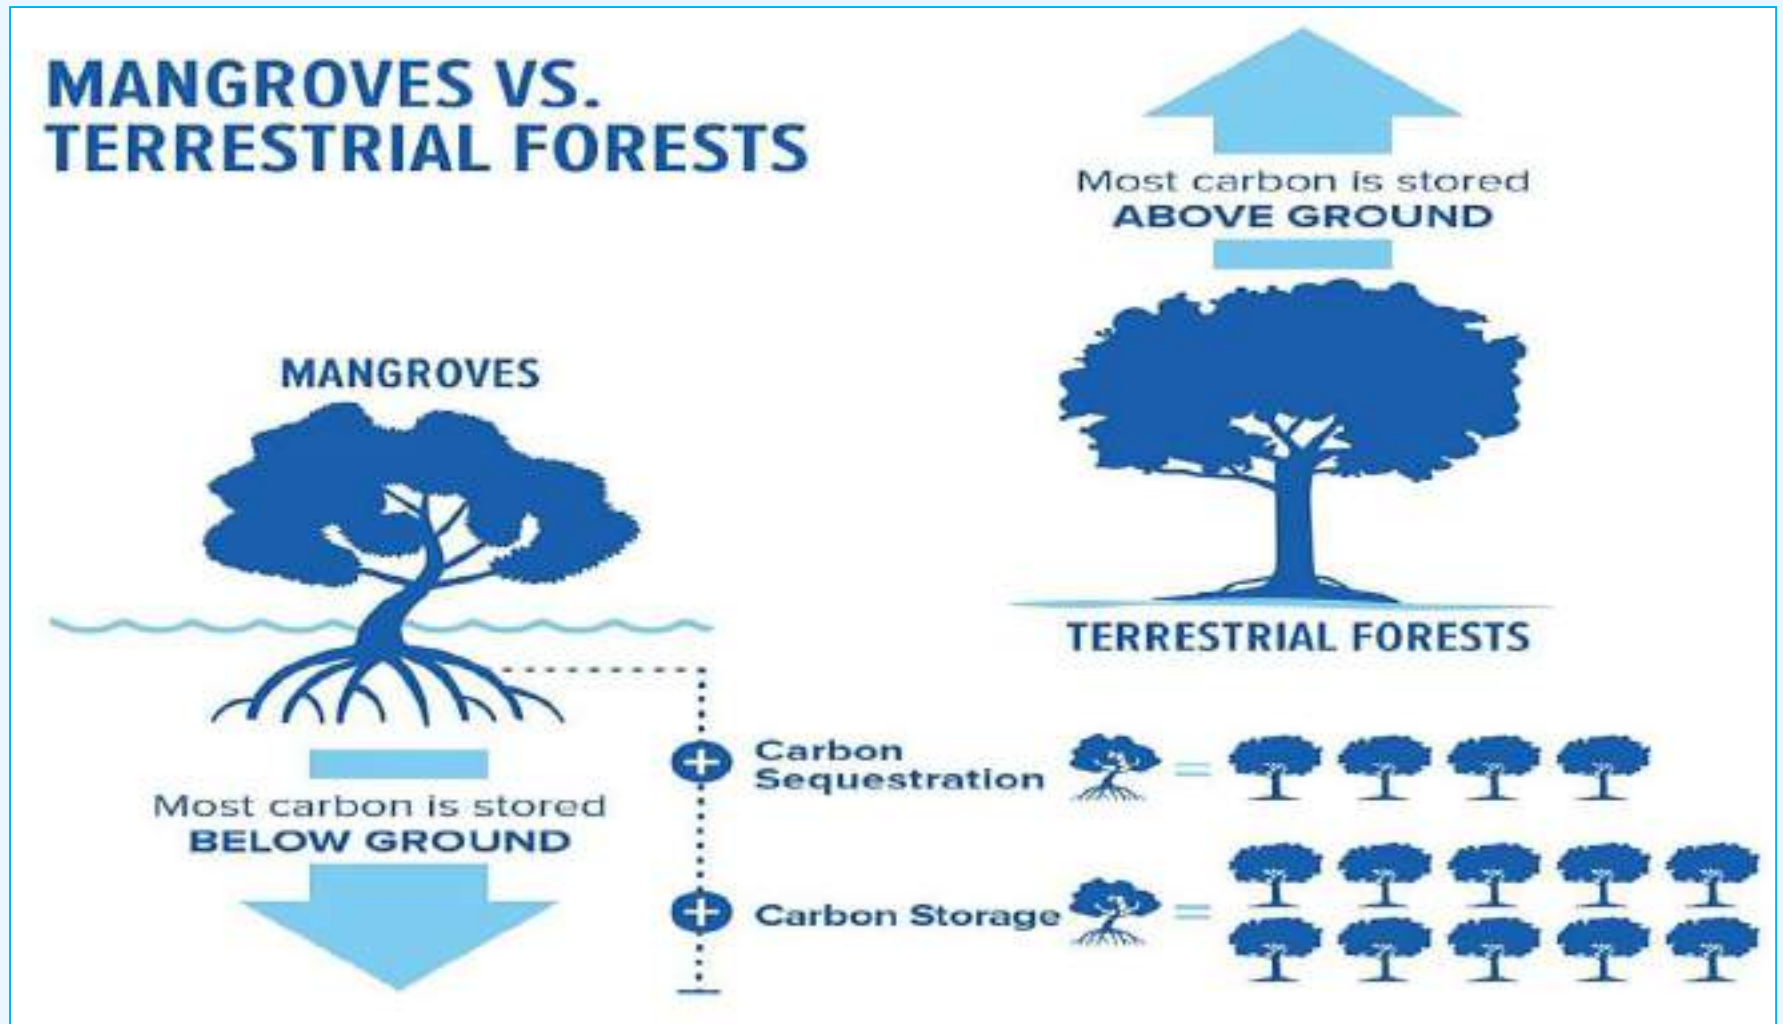 MANGROVES VS.
TERRESTRIAL FORESTS
Most carbon is stored
ABOVE GROUND
MANGROVES
TERRESTRIAL FORESTS
Most carbon is stored
BELOW GROUND
Carbon
Sequestration
=
Carbon Storage
=